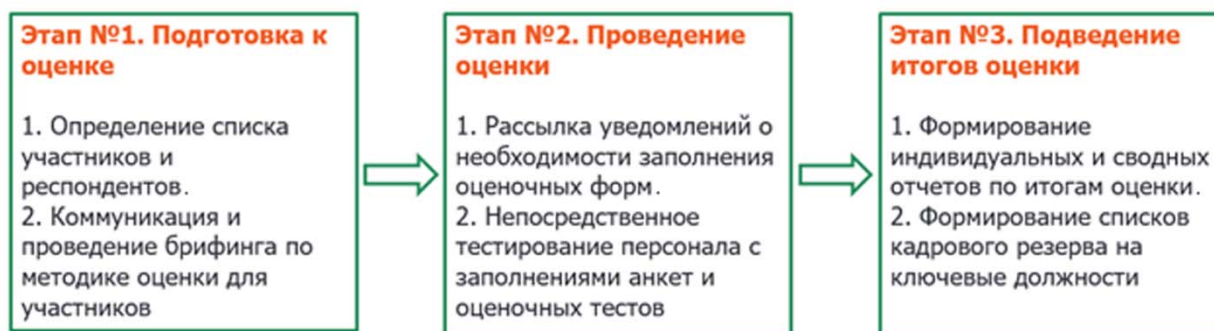 Этап №1. Подготовка к
оценке
1. Определение списка
участников и
респондентов.
2. Коммуникация и
проведение брифинга по
методике оценки для
участников
Этап №2. Проведение
оценки
1. Рассылка уведомлений о
необходимости заполнения
оценочных форм.
2. Непосредственное
тестирование персонала с
заполнениями анкет и
оценочных тестов
Этап №3. Подведение
итогов оценки
1. Формирование
индивидуальных и сводных
отчетов по итогам оценки.
2. Формирование списков
кадрового резерва на
ключевые должности